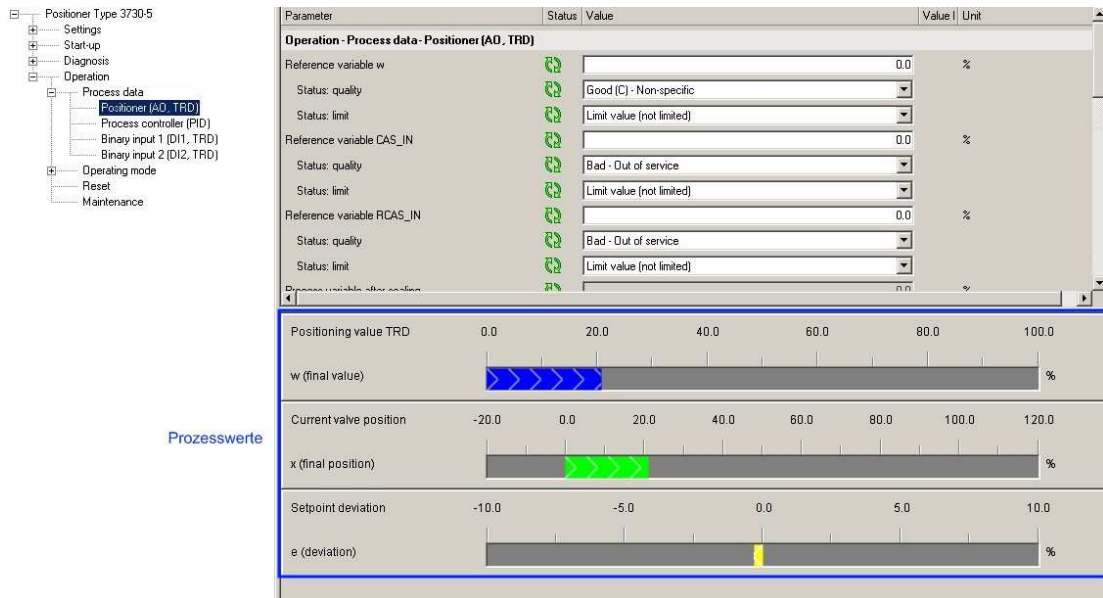 Positioner Type 3730-5
Settings
Start-up
Diagnosis
Operation
Process data
Positioner (AO, TRD)
Process controller (PID)
Binary input 1 (DI1, TRD)
Binary input 2 (DI2, TRD)
Operating mode
Reset
Maintenance
Parameter Status Value Value I Unit
Operation - Process data - Positioner (AO, TRD)
Reference variable w 0.0 %
Status: quality Good (C) - Non-specific
Status: limit Limit value (not limited)
Reference variable CAS_IN 0.0 %
Status: quality Bad - Out of service
Status: limit Limit value (not limited)
Reference variable RCAS_IN 0.0 %
Status: quality Bad - Out of service
Status: limit Limit value (not limited)
Process variable after scaling 0.0 %
Positioning value TRD 0.0 20.0 40.0 60.0 80.0 100.0
w (final value) %
Prozesswerte
Current valve position -20.0 0.0 20.0 40.0 60.0 80.0 100.0 120.0
x (final position) %
Setpoint deviation -10.0 -5.0 0.0 5.0 10.0
e (deviation) %